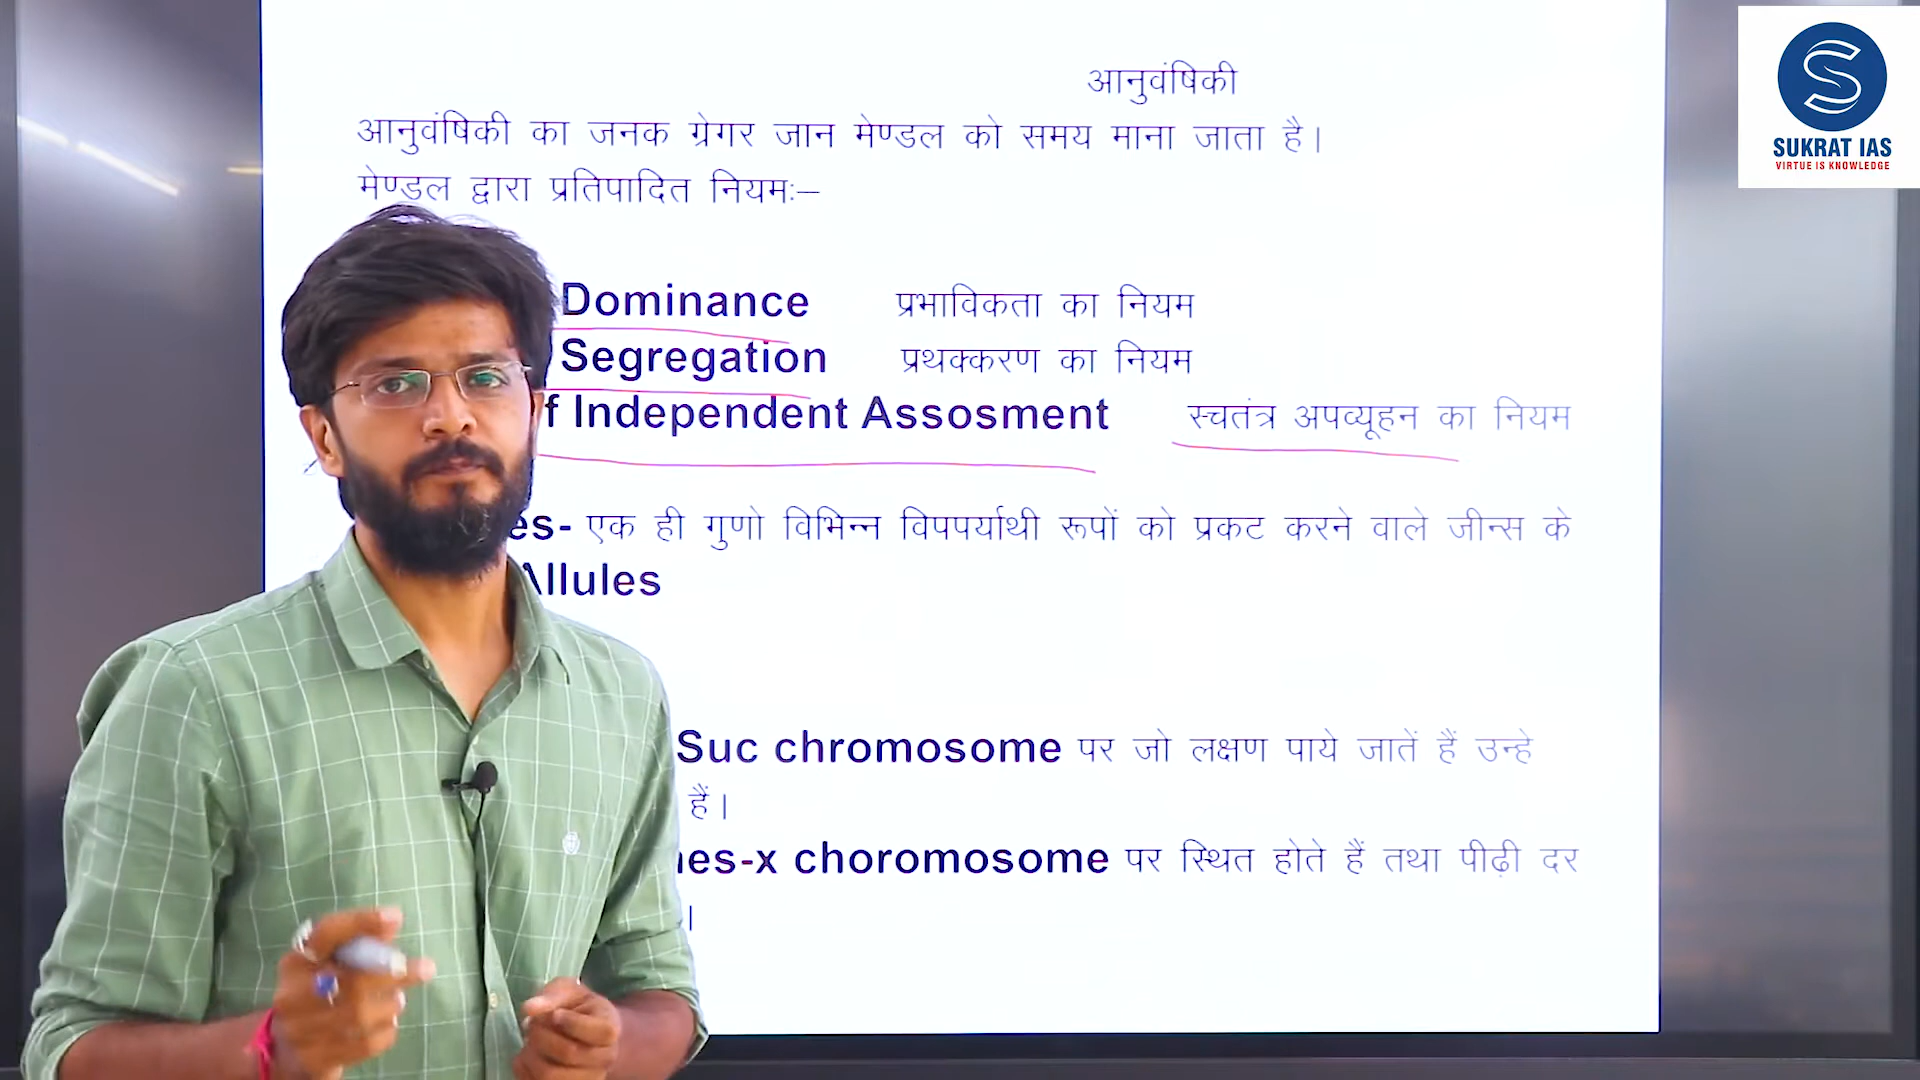 आनुवंषिकी
आनुवंषिकी का जनक ग्रेगर जान मेण्डल को समय माना जाता है।
मेण्डल द्वारा प्रतिपादित नियमः–
Dominance प्रभाविकता का नियम
Segregation प्रथक्करण का नियम
f Independent Assosment स्चतंत्र अपव्यूहन का नियम
es- एक ही गुणो विभिन्न विपपर्याथी रूपों को प्रकट करने वाले जीन्स के
Allules
Suc chromosome पर जो लक्षण पाये जातें हैं उन्हे
हैं।
nes-x choromosome पर स्थित होते हैं तथा पीढ़ी दर
।
SUKRAT IAS
VIRTUE IS KNOWLEDGE